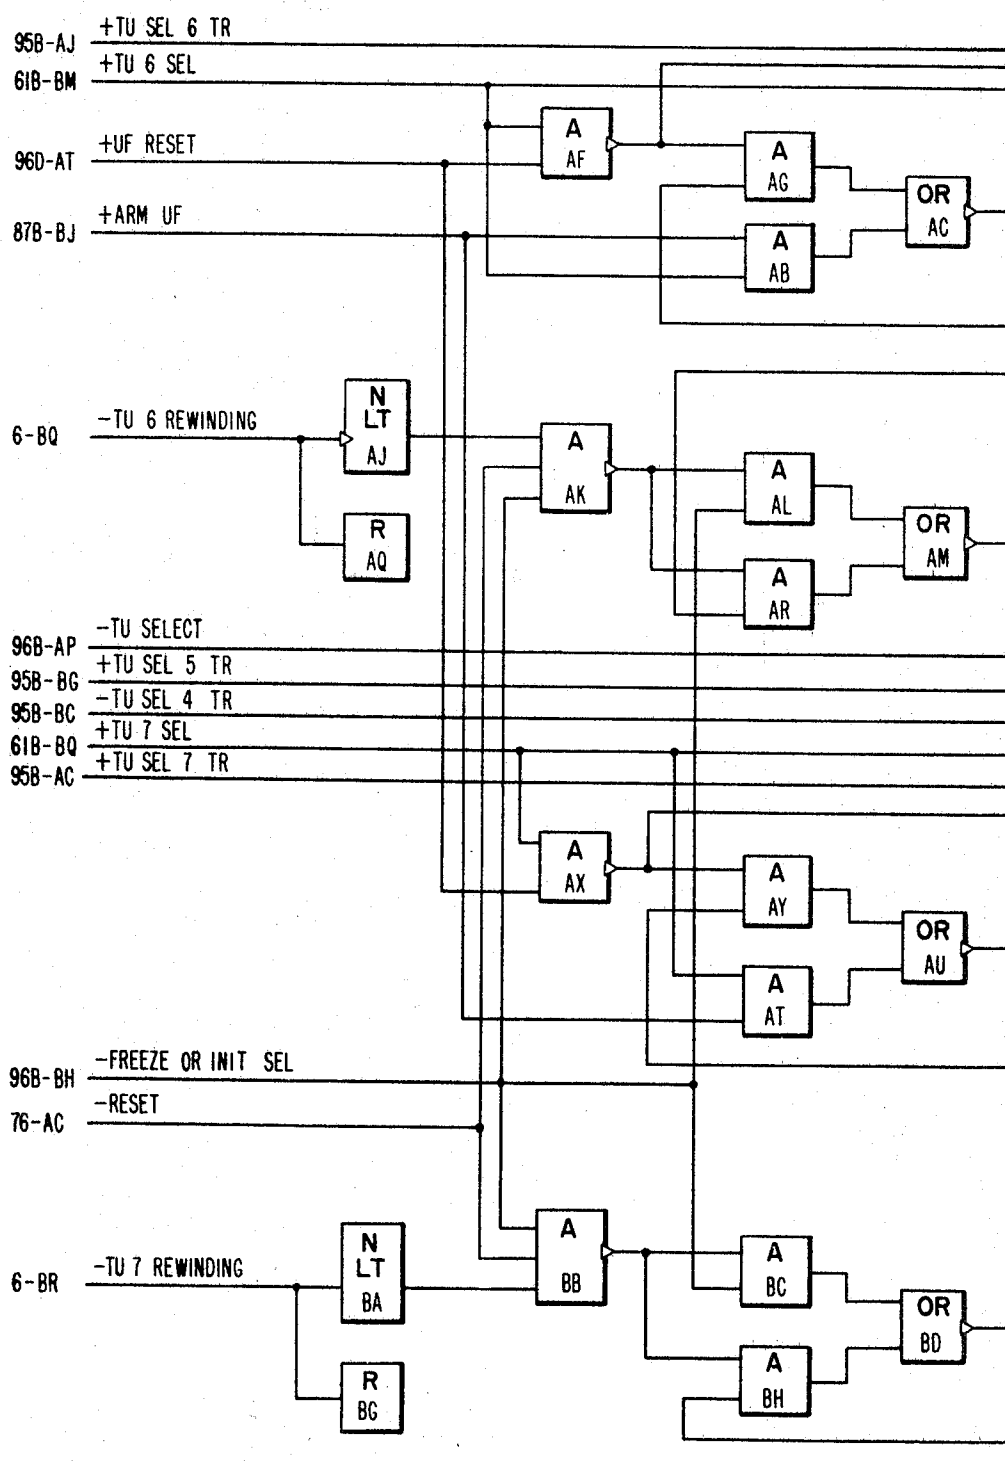 +TU SEL 6 TR
95B-AJ
+TU 6 SEL
61B-BM
A
AF
+UF RESET
96D-AT
A
AG
OR
AC
+ARM UF
87B-BJ
A
AB
N
LT
AJ
-TU 6 REWINDING
6-BQ
A
AK
A
AL
R
AQ
OR
AM
A
AR
-TU SELECT
96B-AP
+TU SEL 5 TR
95B-BG
-TU SEL 4 TR
95B-BC
+TU 7 SEL
61B-BQ
+TU SEL 7 TR
95B-AC
A
AX
A
AY
OR
AU
A
AT
-FREEZE OR INIT SEL
96B-BH
-RESET
76-AC
A
BB
N
LT
BA
-TU 7 REWINDING
6-BR
A
BC
OR
BD
R
BG
A
BH